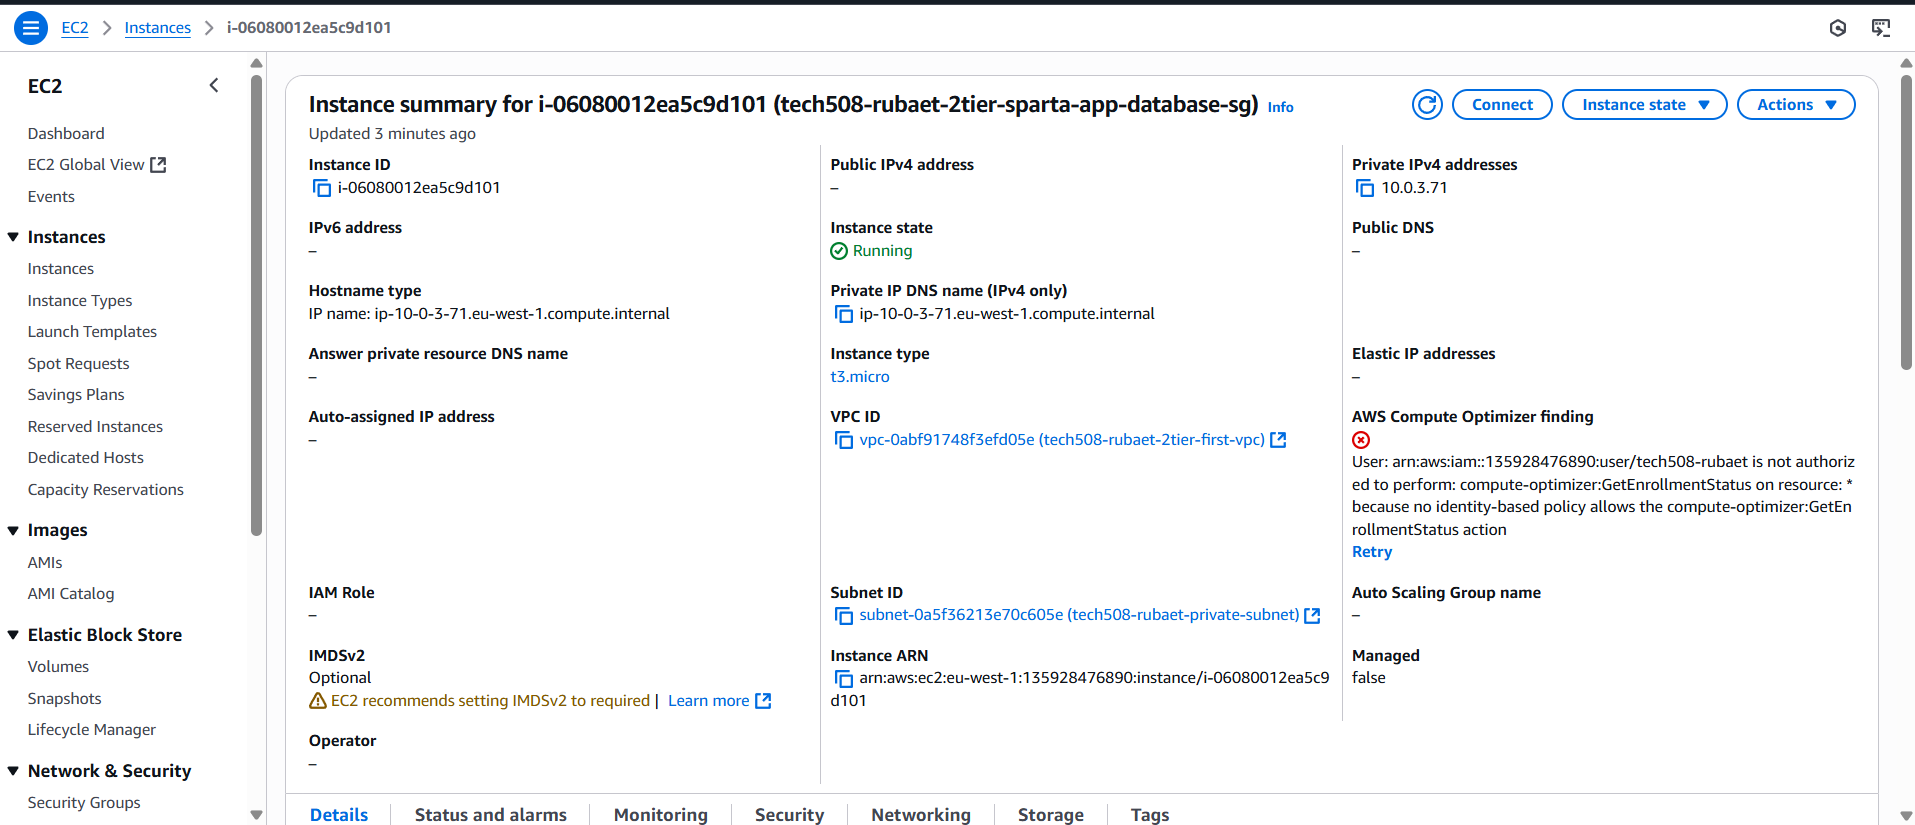 EC2
Instances
i-06080012ea5c9d101
EC2
Dashboard
EC2 Global View
Events
Instances
Instances
Instance Types
Launch Templates
Spot Requests
Savings Plans
Reserved Instances
Dedicated Hosts
Capacity Reservations
Images
AMIs
AMI Catalog
Elastic Block Store
Volumes
Snapshots
Lifecycle Manager
Network & Security
Security Groups
Instance summary for i-06080012ea5c9d101 (tech508-rubaet-2tier-sparta-app-database-sg) Info
Updated 3 minutes ago
Connect
Instance state
Actions
Instance ID
i-06080012ea5c9d101
Public IPv4 address
–
Private IPv4 addresses
10.0.3.71
IPv6 address
–
Instance state
Running
Public DNS
–
Hostname type
IP name: ip-10-0-3-71.eu-west-1.compute.internal
Private IP DNS name (IPv4 only)
ip-10-0-3-71.eu-west-1.compute.internal
Answer private resource DNS name
–
Instance type
t3.micro
Elastic IP addresses
–
Auto-assigned IP address
–
VPC ID
vpc-0abf91748f3efd05e (tech508-rubaet-2tier-first-vpc)
AWS Compute Optimizer finding
User: arn:aws:iam::135928476890:user/tech508-rubaet is not authoriz
ed to perform: compute-optimizer:GetEnrollmentStatus on resource: *
because no identity-based policy allows the compute-optimizer:GetEn
rollmentStatus action
Retry
IAM Role
–
Subnet ID
subnet-0a5f36213e70c605e (tech508-rubaet-private-subnet)
Auto Scaling Group name
–
IMDSv2
Optional
EC2 recommends setting IMDSv2 to required | Learn more
Instance ARN
arn:aws:ec2:eu-west-1:135928476890:instance/i-06080012ea5c9
d101
Managed
false
Operator
–
Details
Status and alarms
Monitoring
Security
Networking
Storage
Tags